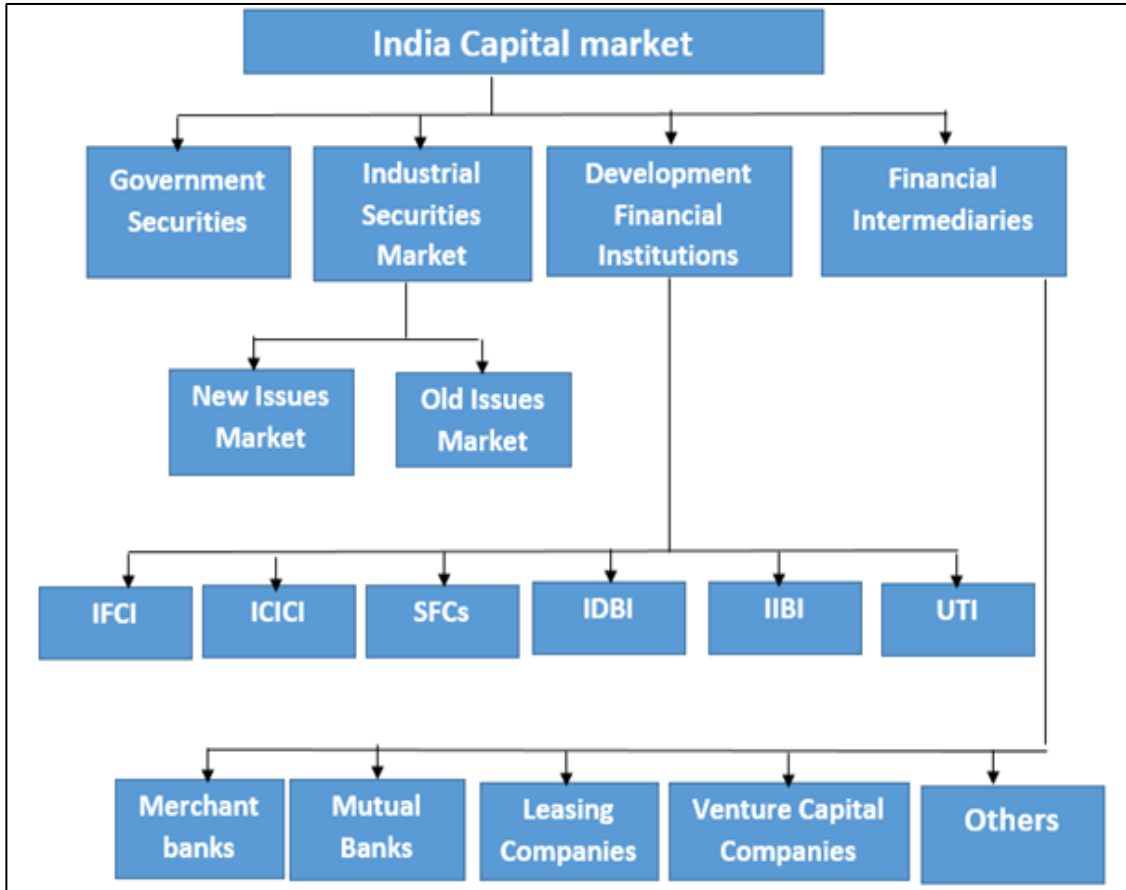 India Capital market
Government
Securities
Industrial
Securities
Market
Development
Financial
Institutions
Financial
Intermediaries
New Issues
Market
Old Issues
Market
IFCI
ICICI
SFCs
IDBI
IIBI
UTI
Merchant
banks
Mutual
Banks
Leasing
Companies
Venture Capital
Companies
Others